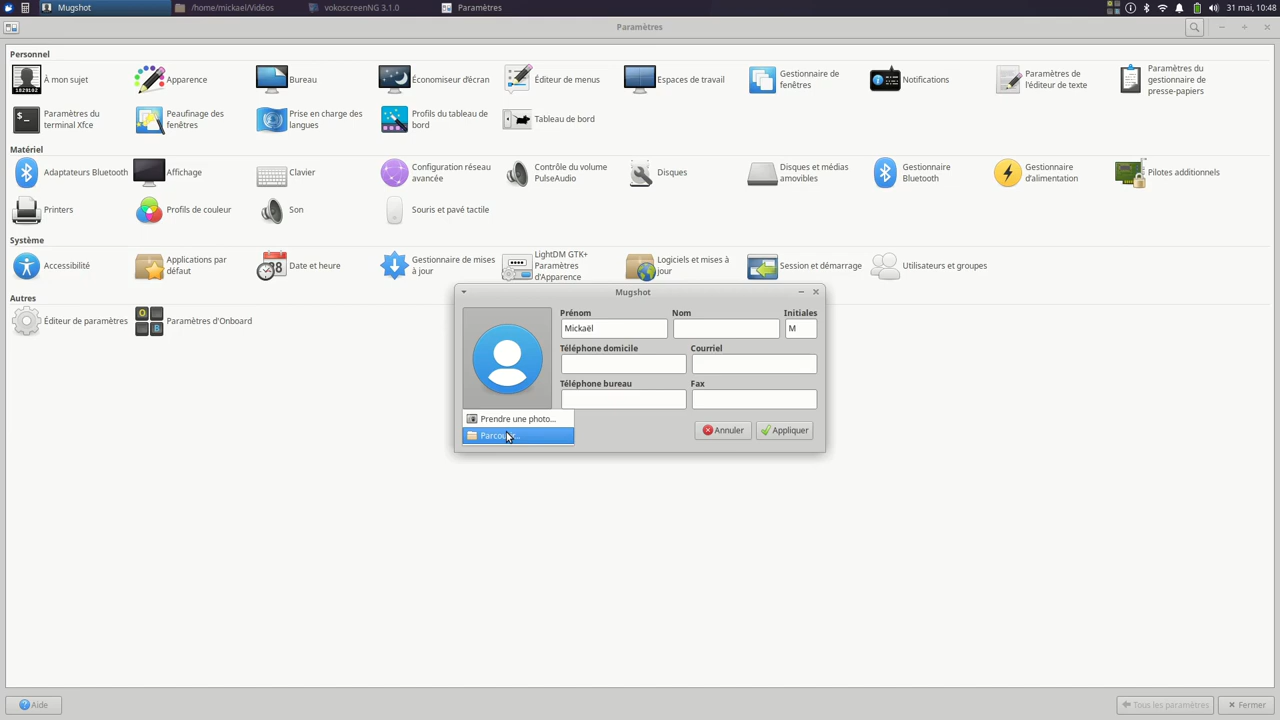 Mugshot
/home/mickael/Vidéos
vokoscreenNG 3.1.0
Paramètres
31 mai, 10:48
Paramètres
Personnel
À mon sujet
Apparence
Bureau
Économiseur d'écran
Éditeur de menus
Espaces de travail
Gestionnaire de
fenêtres
Notifications
Paramètres de
l'éditeur de texte
Paramètres du
gestionnaire de
presse-papiers
Paramètres du
terminal Xfce
Peaufinage des
fenêtres
Prise en charge des
langues
Profils du tableau de
bord
Tableau de bord
Matériel
Adaptateurs Bluetooth
Affichage
Clavier
Configuration réseau
avancée
Contrôle du volume
PulseAudio
Disques
Disques et médias
amovibles
Gestionnaire
Bluetooth
Gestionnaire
d'alimentation
Pilotes additionnels
Printers
Profils de couleur
Son
Souris et pavé tactile
Système
Accessibilité
Applications par
défaut
Date et heure
Gestionnaire de mises
à jour
LightDM GTK+
Paramètres
d'Apparence
Logiciels et mises à
jour
Session et démarrage
Utilisateurs et groupes
Autres
Éditeur de paramètres
Paramètres d'Onboard
Mugshot
Prénom
Nom
Initiales
Mickaël
M
Téléphone domicile
Courriel
Téléphone bureau
Fax
Prendre une photo...
Annuler
Appliquer
Aide
Tous les paramètres
Fermer